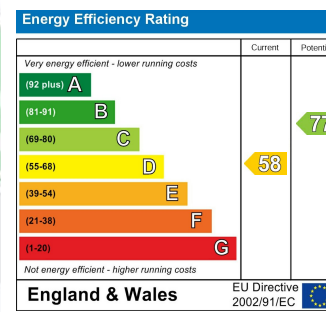 Energy Efficiency Rating
Current Potenti
Very energy efficient - lower running costs
(92 plus) A
(81-91) B
(69-80) C
(55-68) D
(39-54) E
(21-38) F
(1-20) G
58
77
Not energy efficient - higher running costs
England & Wales
EU Directive
2002/91/EC